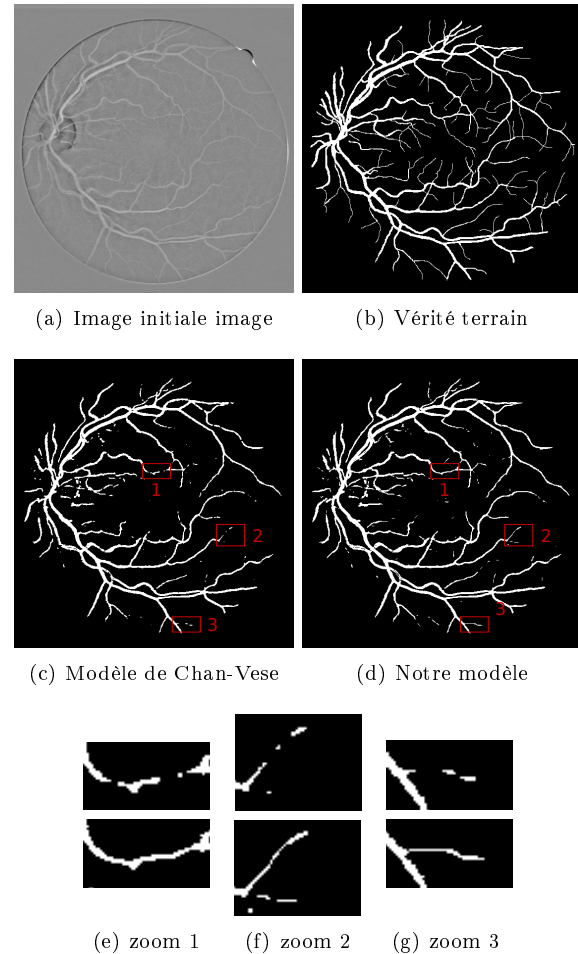 (a) Image initiale image
(b) Vérité terrain
1
2
3
1
2
3
(c) Modèle de Chan-Vese
(d) Notre modèle
(e) zoom 1
(f) zoom 2
(g) zoom 3